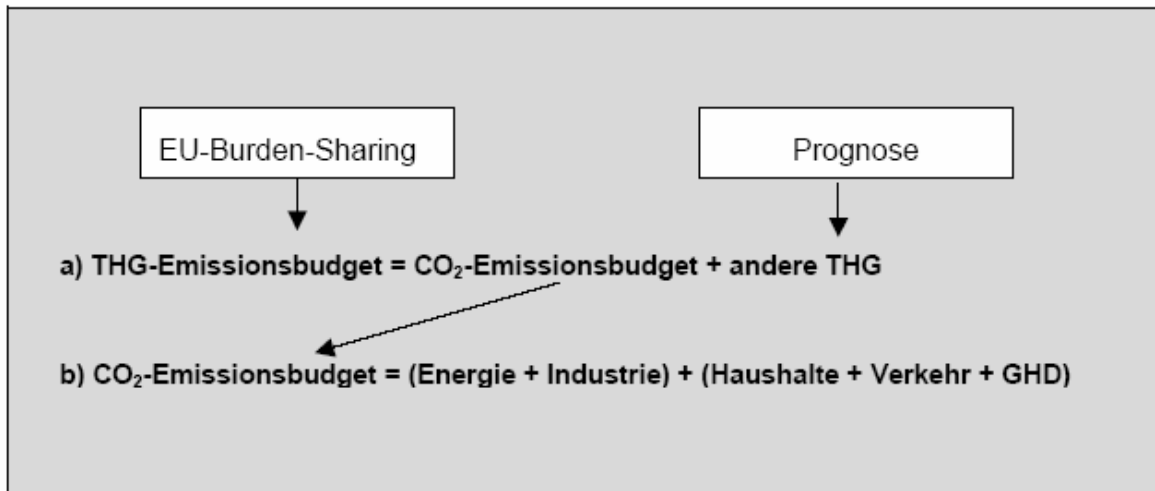 EU-Burden-Sharing
Prognose
a) THG-Emissionsbudget = CO₂-Emissionsbudget + andere THG
b) CO₂-Emissionsbudget = (Energie + Industrie) + (Haushalte + Verkehr + GHD)